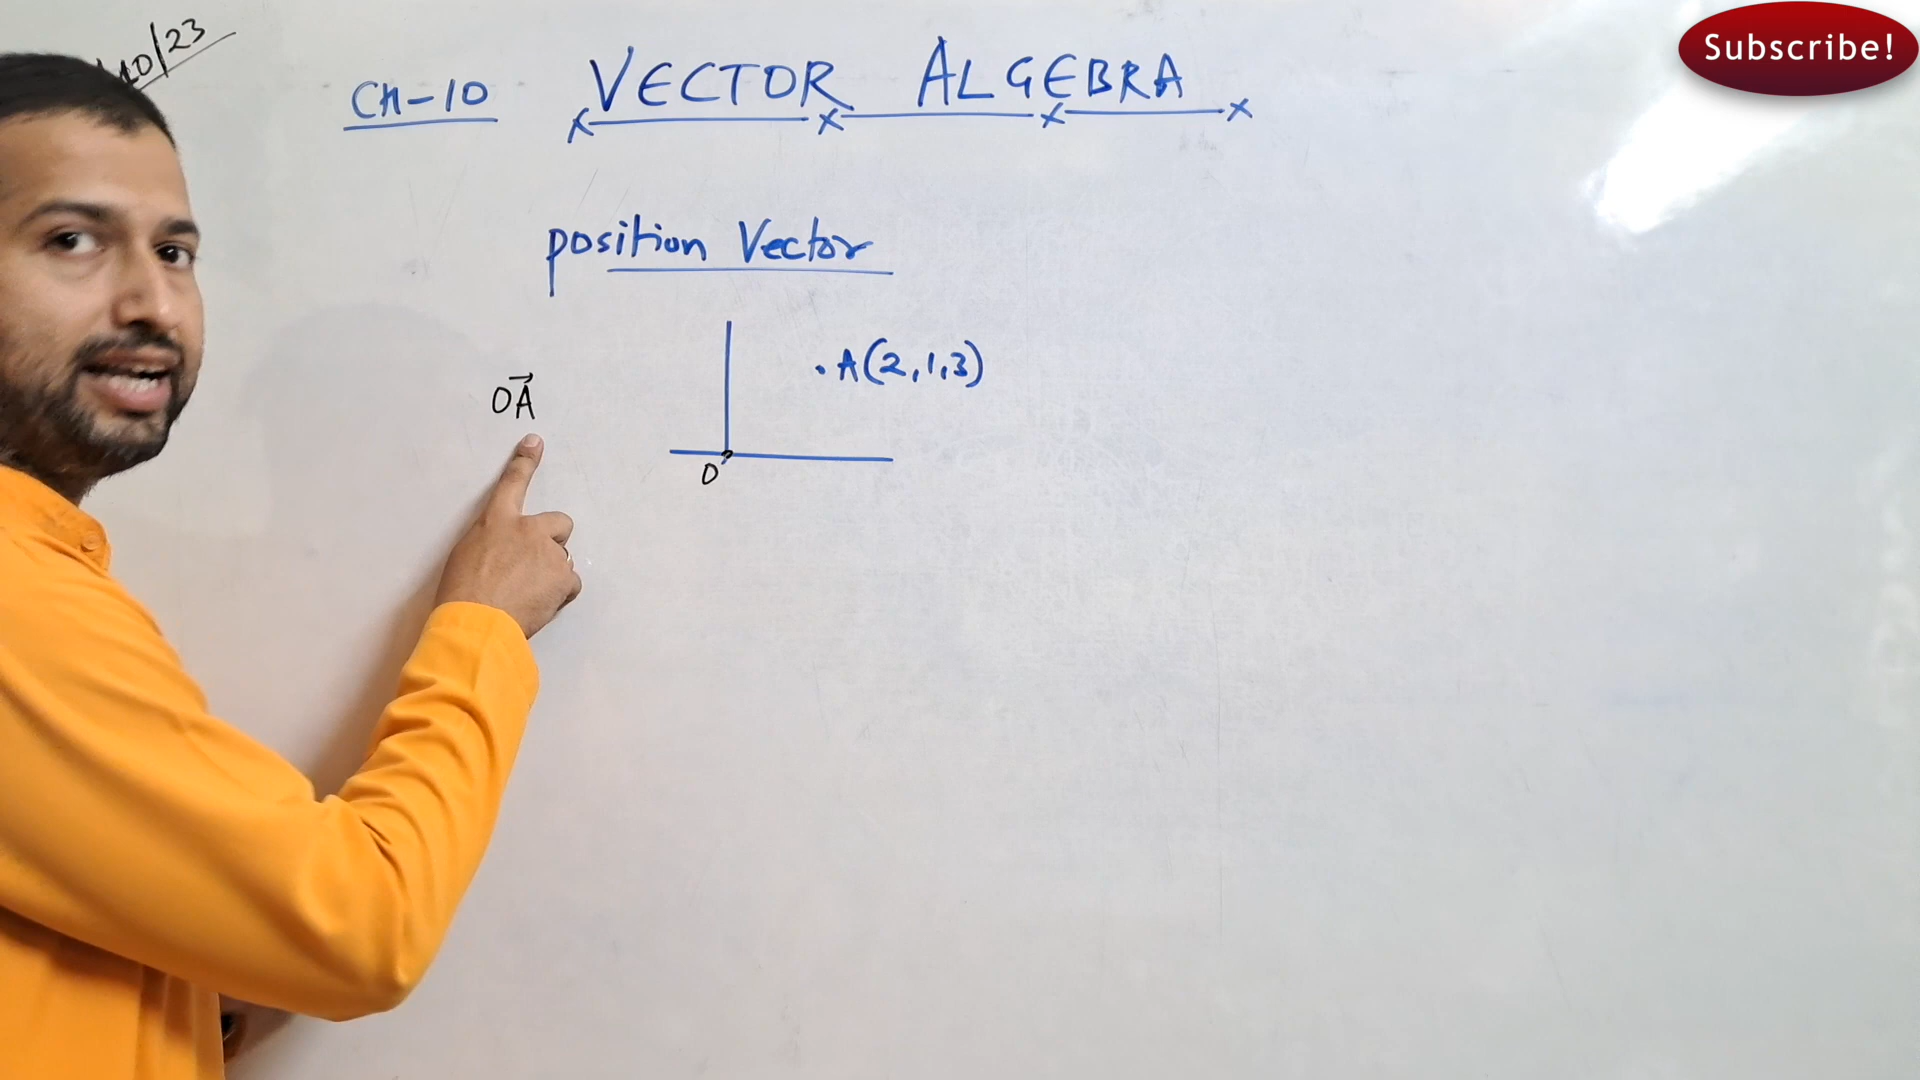 10/23
Subscribe!
CH-10 VECTOR ALGEBRA
position Vector
A(2,1,3)
OA
O